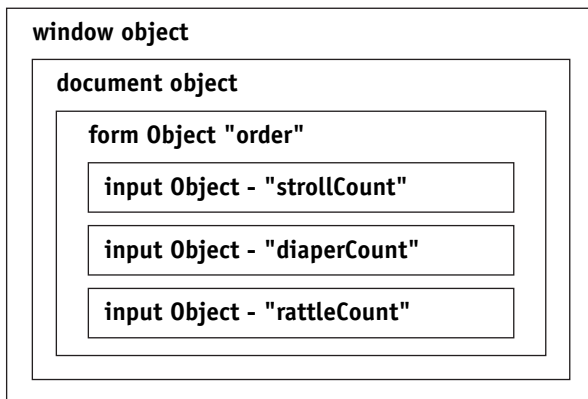 window object
document object
form Object "order"
input Object - "strollCount"
input Object - "diaperCount"
input Object - "rattleCount"